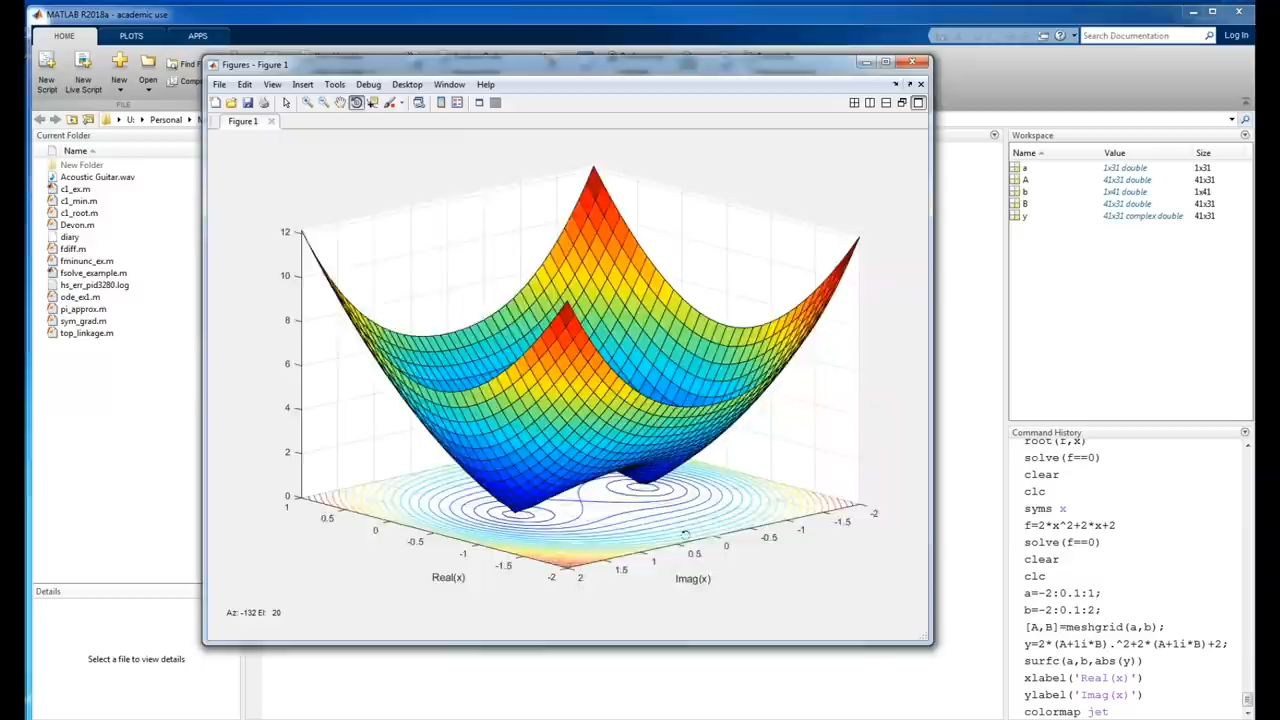 MATLAB R2018a - academic use
HOME PLOTS APPS
Search Documentation Log In
New Script
New Live Script
New
Open
Find F
Compa
FILE
U: Personal
Current Folder
Name
New Folder
Acoustic Guitar.wav
c1_ex.m
c1_min.m
c1_root.m
Devon.m
diary
fdiff.m
fminunc_ex.m
fsolve_example.m
hs_err_pid3280.log
ode_ex1.m
pi_approx.m
sym_grad.m
top_linkage.m
Details
Select a file to view details
Figures - Figure 1
File Edit View Insert Tools Debug Desktop Window Help
Figure 1
12
10
8
6
4
2
0
1
0.5
0
-0.5
-1
-1.5
-2
Real(x)
2
1.5
1
0.5
0
-0.5
-1
-1.5
-2
Imag(x)
Az: -132 El: 20
Workspace
Name Value Size
a 1x31 double 1x31
A 41x31 double 41x31
b 1x41 double 1x41
B 41x31 double 41x31
y 41x31 complex double 41x31
Command History
root(f,x)
solve(f==0)
clear
clc
syms x
f=2*x^2+2*x+2
solve(f==0)
clear
clc
a=-2:0.1:1;
b=-2:0.1:2;
[A,B]=meshgrid(a,b);
y=2*(A+1i*B).^2+2*(A+1i*B)+2;
surfc(a,b,abs(y))
xlabel('Real(x)')
ylabel('Imag(x)')
colormap jet